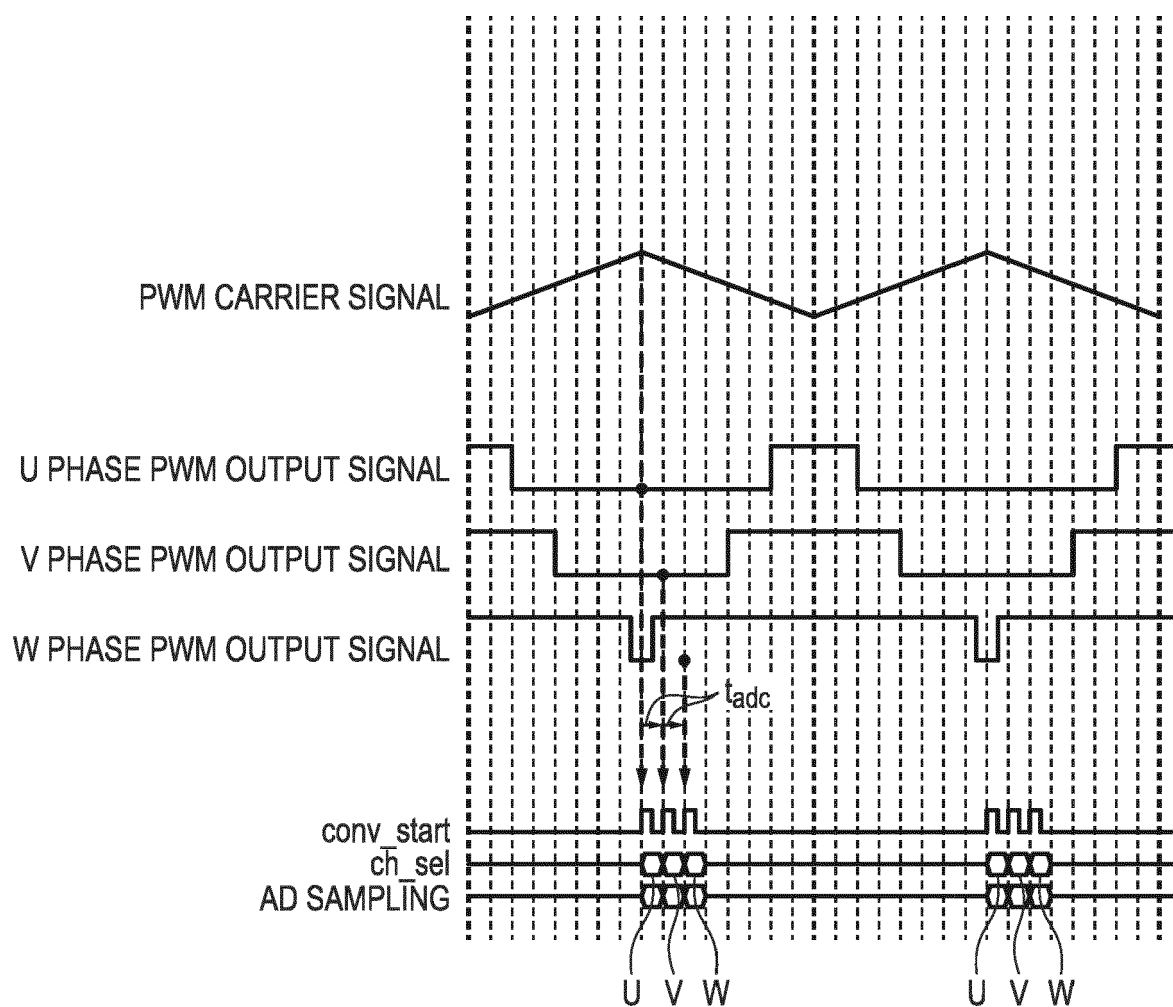 PWM CARRIER SIGNAL
U PHASE PWM OUTPUT SIGNAL
V PHASE PWM OUTPUT SIGNAL
W PHASE PWM OUTPUT SIGNAL
tadc
conv_start
ch_sel
AD SAMPLING
U V W U V W